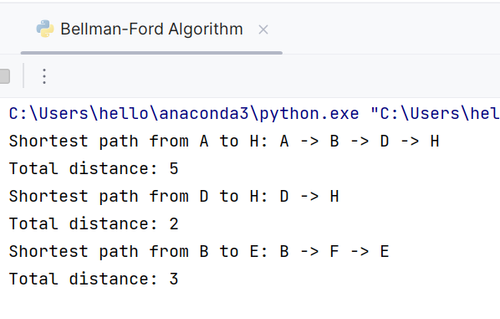 Bellman-Ford Algorithm
C:\Users\hello\anaconda3\python.exe "C:\Users\hel
Shortest path from A to H: A -> B -> D -> H
Total distance: 5
Shortest path from D to H: D -> H
Total distance: 2
Shortest path from B to E: B -> F -> E
Total distance: 3